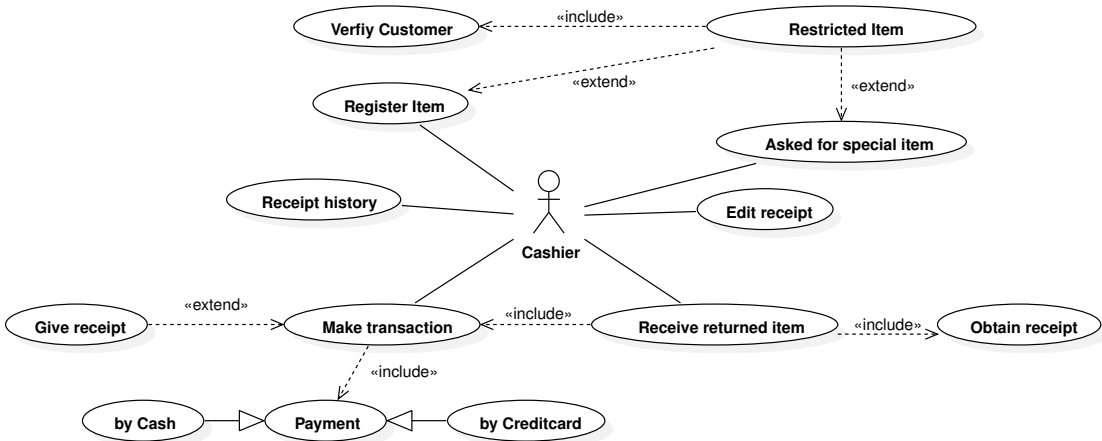 Verfiy Customer
«include»
Restricted Item
«extend»
«extend»
Register Item
Asked for special item
Receipt history
Edit receipt
Cashier
«extend»
«include»
«include»
Give receipt
Make transaction
Receive returned item
Obtain receipt
«include»
by Cash
Payment
by Creditcard